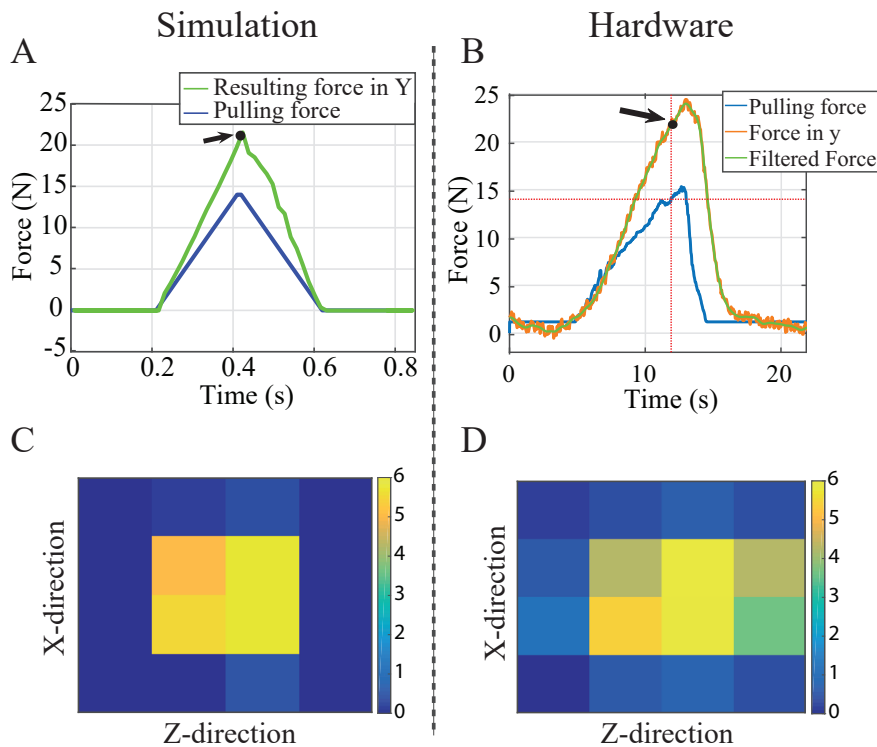 Simulation
Hardware
A
Resulting force in Y
Pulling force
25
20
15
10
5
0
-5
Force (N)
0
0.2
0.4
0.6
0.8
Time (s)
B
Pulling force
Force in y
Filtered Force
25
20
15
10
5
0
Force (N)
0
10
20
Time (s)
C
X-direction
Z-direction
6
5
4
3
2
1
0
D
X-direction
Z-direction
6
5
4
3
2
1
0